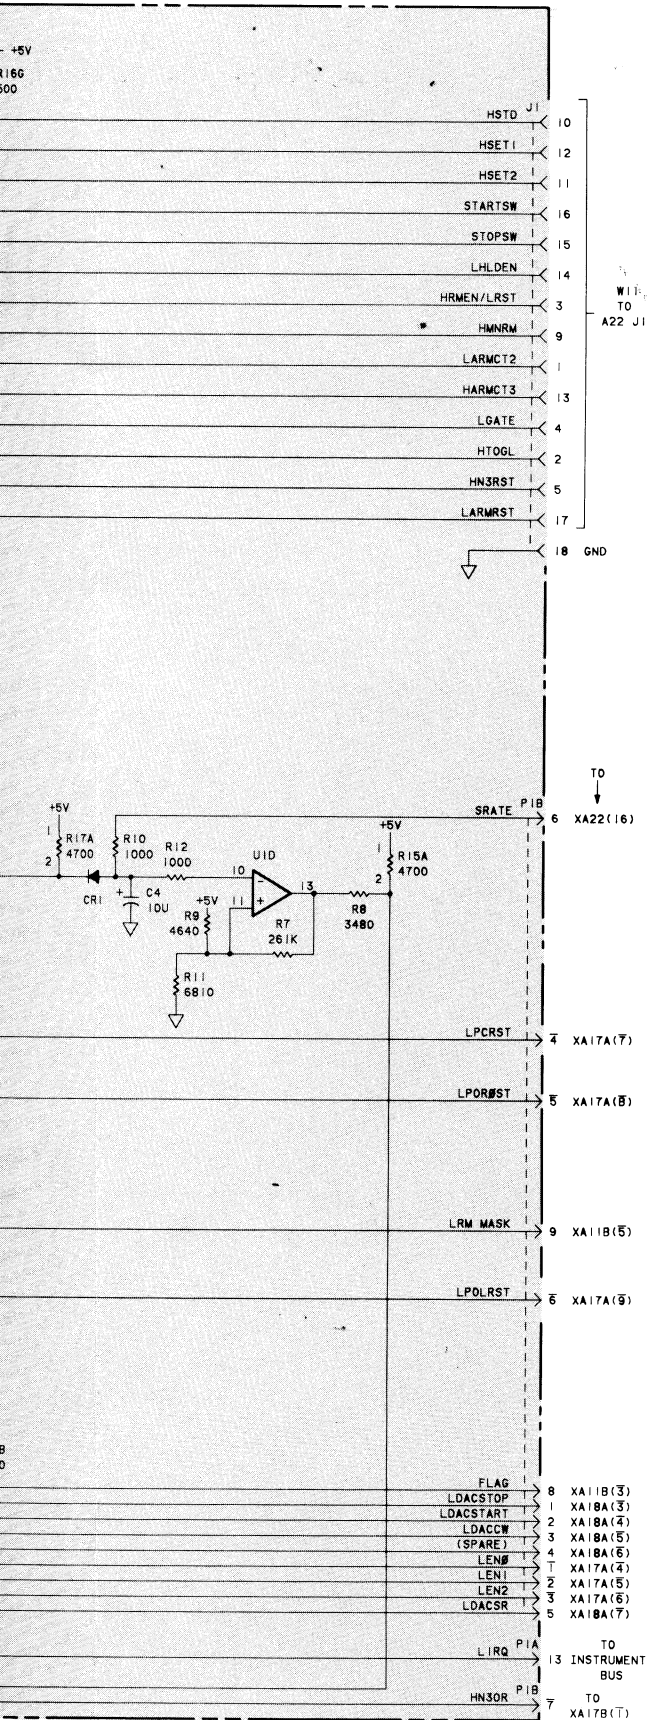 +5V
R16G
J1
HSTD 10
HSET1 12
HSET2 11
STARTSW 16
STOPSW 15
LHLDEN 14
HRMEN/LRST 3
HMNRM 9
LARMCT2 1
HARMCT3 13
LGATE 4
HTOGL 2
HN3RST 5
LARMRST 17
18 GND
W11
TO
A22 J1
TO
SRATE P1B 6 XA22(16)
+5V
1
R17A
4700
2
R10
1000
R12
1000
CR1
+
C4
10U
U1D
10
-
11
+
13
+5V
R9
4640
R7
261K
R11
6810
R8
3480
+5V
1
R15A
4700
2
LPCRST 4̅ XA17A(7̅)
LPORØST 5̅ XA17A(8̅)
LRM MASK 9 XA11B(5̅)
LPOLRST 6̅ XA17A(9̅)
FLAG 8 XA11B(3̅)
LDACSTOP 1 XA18A(3̅)
LDACSTART 2 XA18A(4̅)
LDACCW 3 XA18A(5̅)
(SPARE) 4 XA18A(6̅)
LENØ 1̅ XA17A(4̅)
LEN1 2̅ XA17A(5̅)
LEN2 3̅ XA17A(6̅)
LDACSR 5 XA18A(7̅)
LIRQ P1A 13 TO
INSTRUMENT
BUS
HN3OR P1B 7̅ TO
XA17B(1̅)